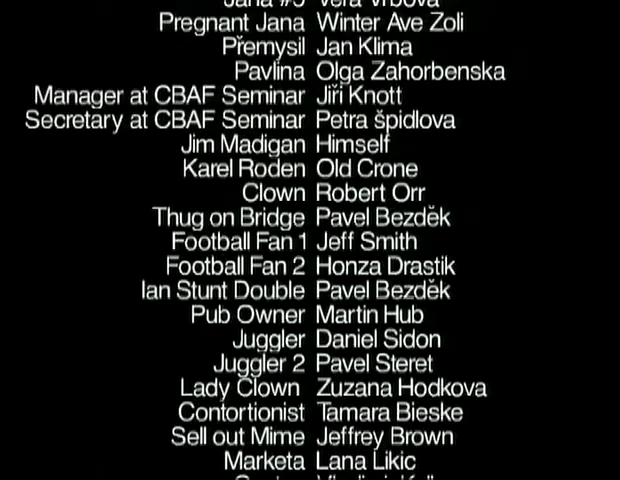 Jana #3 Vera Vrbova
Pregnant Jana Winter Ave Zoli
Přemysil Jan Klima
Pavlina Olga Zahorbenska
Manager at CBAF Seminar Jiři Knott
Secretary at CBAF Seminar Petra špidlova
Jim Madigan Himself
Karel Roden Old Crone
Clown Robert Orr
Thug on Bridge Pavel Bezděk
Football Fan 1 Jeff Smith
Football Fan 2 Honza Drastik
Ian Stunt Double Pavel Bezděk
Pub Owner Martin Hub
Juggler Daniel Sidon
Juggler 2 Pavel Steret
Lady Clown Zuzana Hodkova
Contortionist Tamara Bieske
Sell out Mime Jeffrey Brown
Marketa Lana Likic